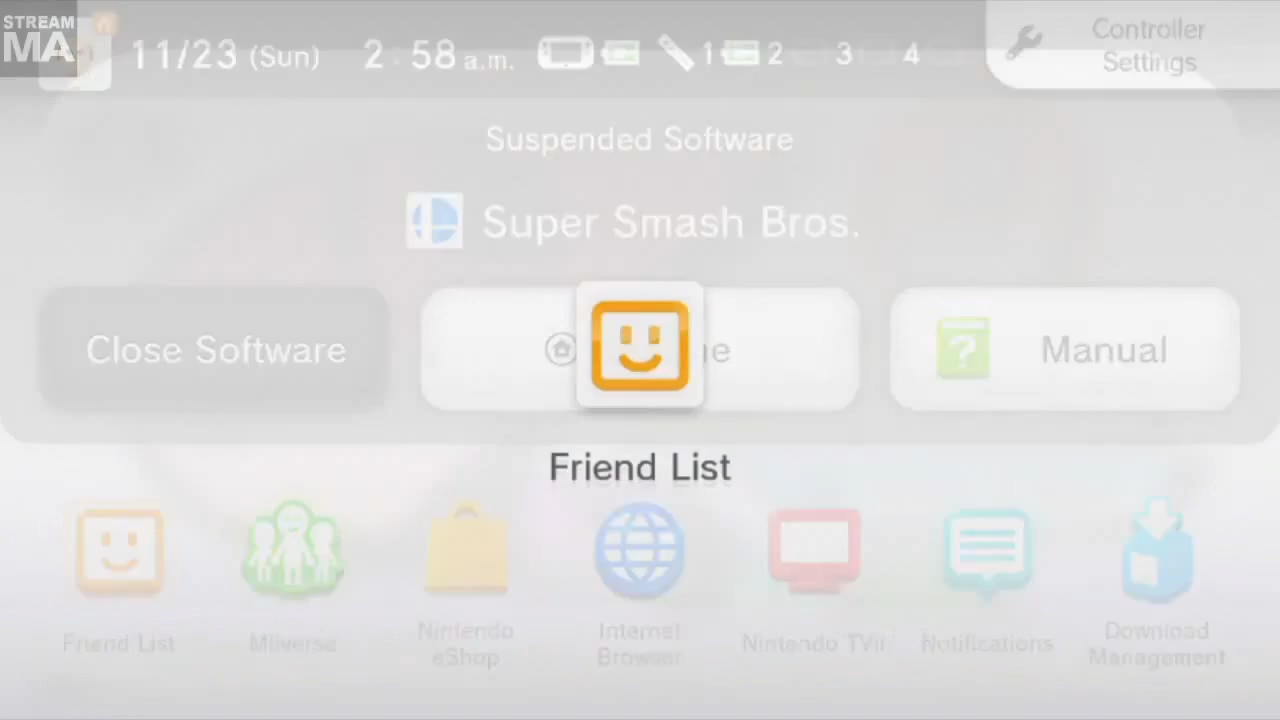 STREAM
MA
11/23 (Sun) 2:58 a.m. 1 2 3 4
Controller
Settings
Suspended Software
Super Smash Bros.
Close Software
Manual
Friend List
Friend List Miiverse Nintendo eShop Internet Browser Nintendo TVii Notifications Download Management